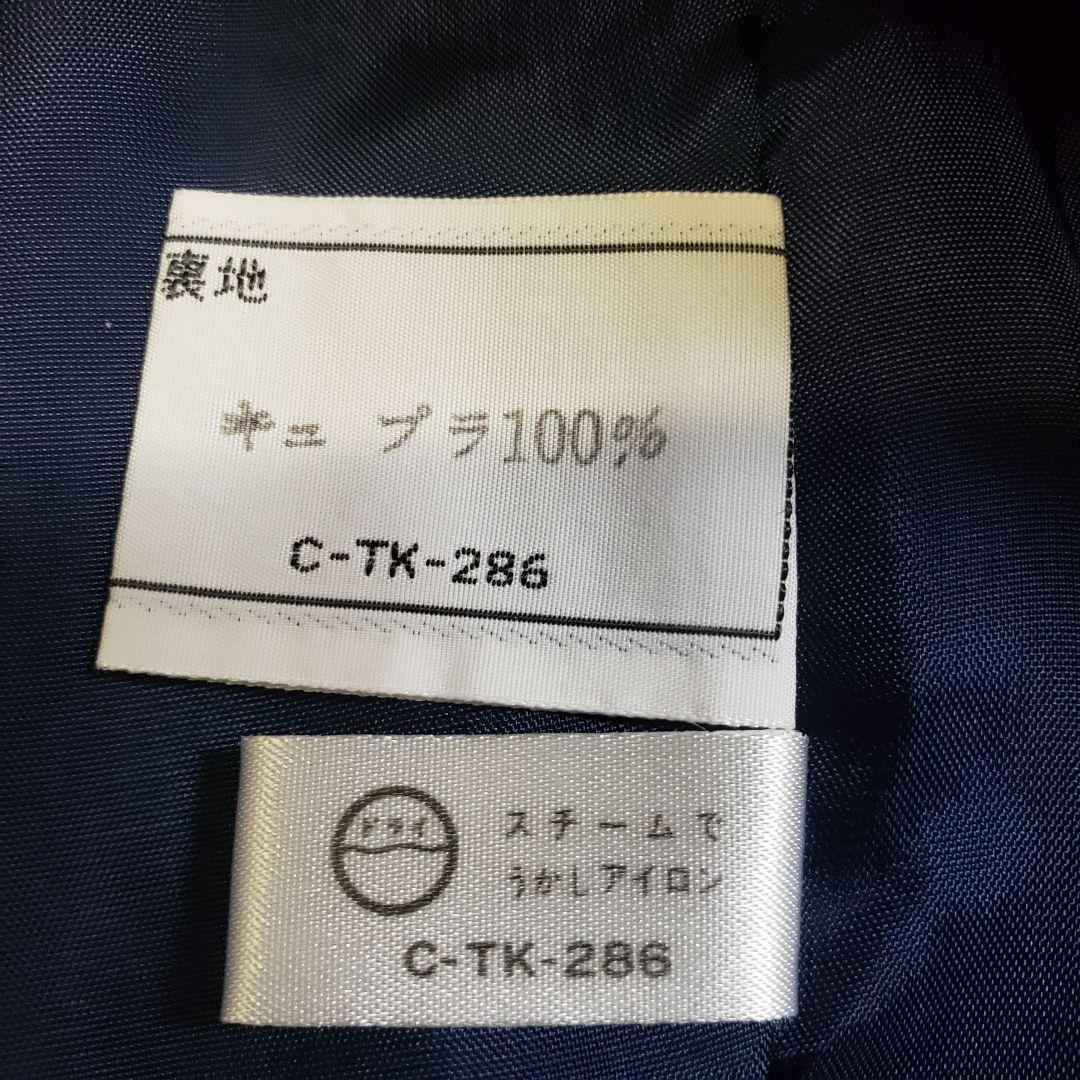 裏地
キュプラ100%
C-TK-286
ドライ
スチームで
うかしアイロン
C-TK-286